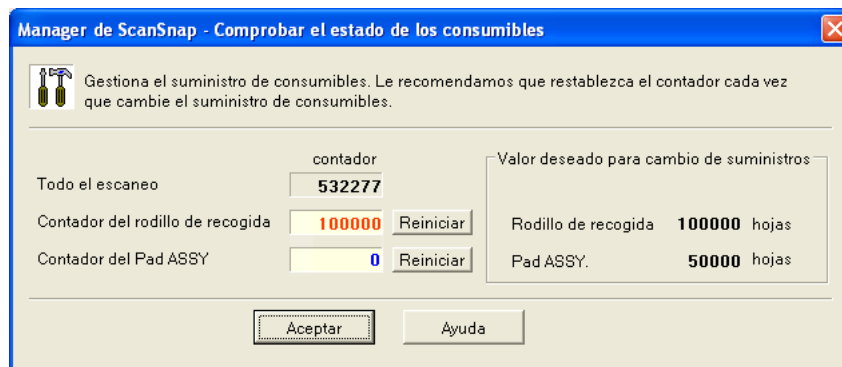 Manager de ScanSnap - Comprobar el estado de los consumibles
Gestiona el suministro de consumibles. Le recomendamos que restablezca el contador cada vez
que cambie el suministro de consumibles.
contador
Valor deseado para cambio de suministros
Todo el escaneo 532277
Contador del rodillo de recogida 100000 Reiniciar
Rodillo de recogida 100000 hojas
Contador del Pad ASSY 0 Reiniciar
Pad ASSY. 50000 hojas
Aceptar Ayuda